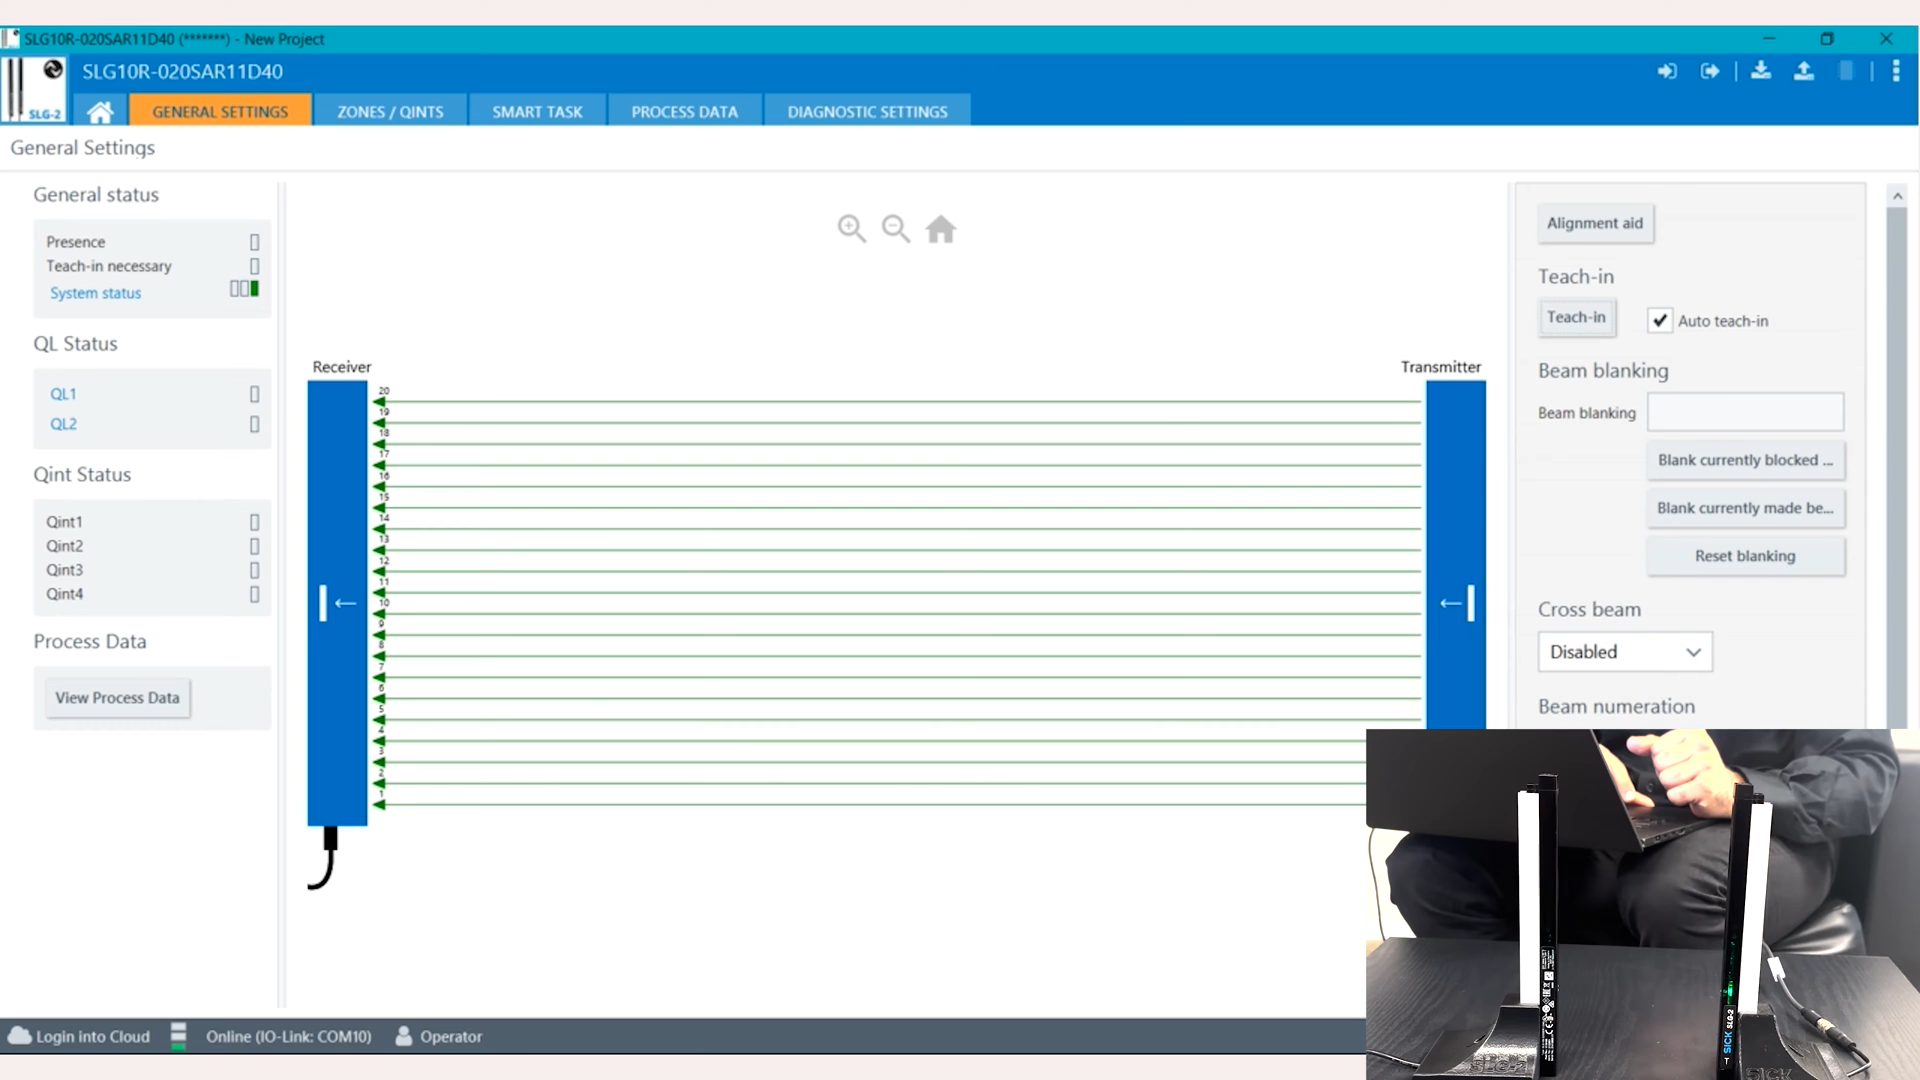 SLG10R-020SAR11D40 (*******) - New Project
SLG-2
SLG10R-020SAR11D40
GENERAL SETTINGS
ZONES / QINTS
SMART TASK
PROCESS DATA
DIAGNOSTIC SETTINGS
General Settings
General status
Presence
Teach-in necessary
System status
QL Status
QL1
QL2
Qint Status
Qint1
Qint2
Qint3
Qint4
Process Data
View Process Data
Receiver
Transmitter
20
19
18
17
16
15
14
13
12
11
10
9
8
7
6
5
4
3
2
1
Alignment aid
Teach-in
Teach-in
Auto teach-in
Beam blanking
Beam blanking
Blank currently blocked ...
Blank currently made be...
Reset blanking
Cross beam
Disabled
Beam numeration
SICK SLG-2
SLG-2
SICK
Login into Cloud
Online (IO-Link: COM10)
Operator